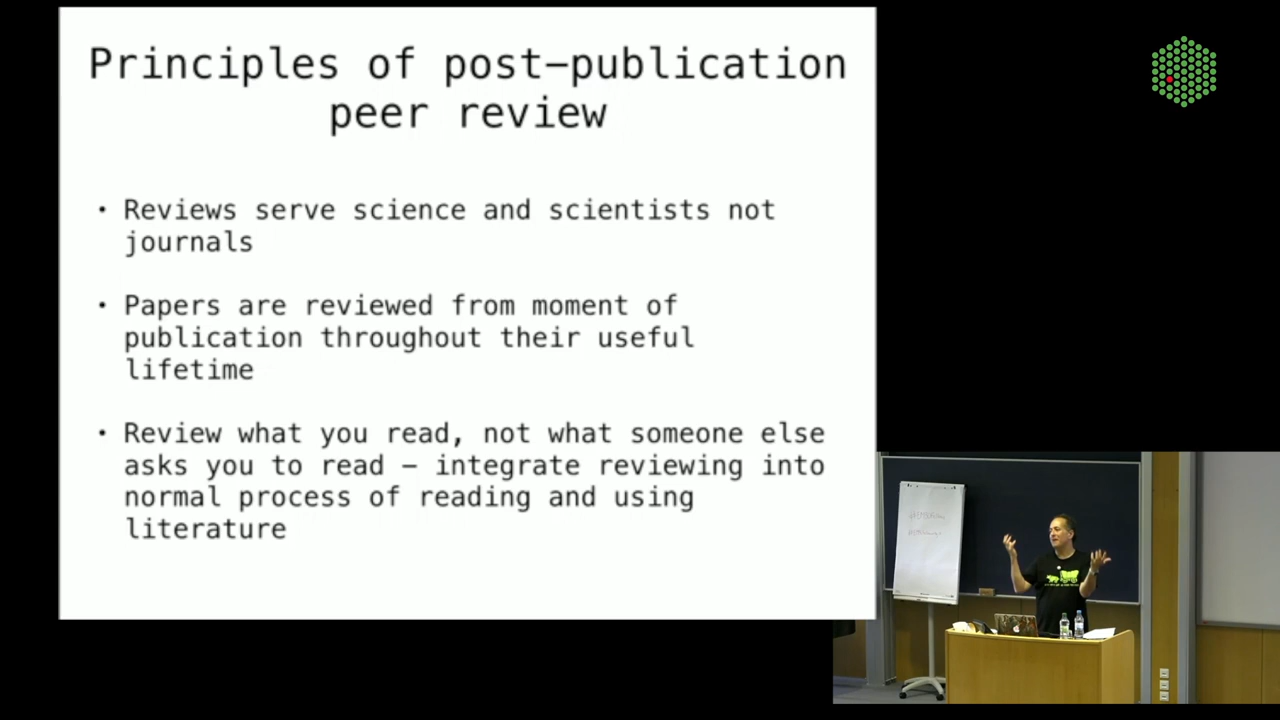 Principles of post–publication
peer review
• Reviews serve science and scientists not
journals
• Papers are reviewed from moment of
publication throughout their useful
lifetime
• Review what you read, not what someone else
asks you to read – integrate reviewing into
normal process of reading and using
literature